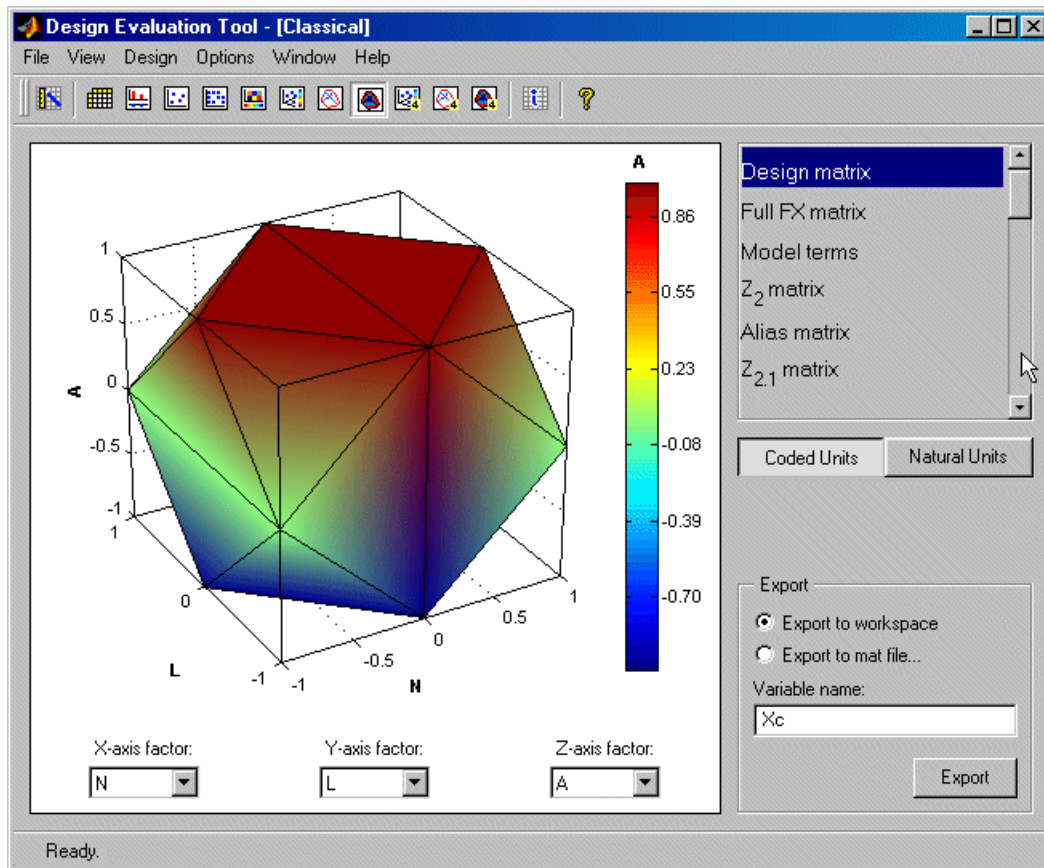 Design Evaluation Tool - [Classical]
File View Design Options Window Help
4 4 4 i ?
A
1
0.5
0
-0.5
-1
A
1
0
-1
L
-1
-0.5
0
0.5
1
N
0.86
0.55
0.23
-0.08
-0.39
-0.70
X-axis factor: Y-axis factor: Z-axis factor:
N L A
Design matrix
Full FX matrix
Model terms
Z2 matrix
Alias matrix
Z2.1 matrix
Coded Units Natural Units
Export
Export to workspace
Export to mat file...
Variable name:
Xc
Export
Ready.